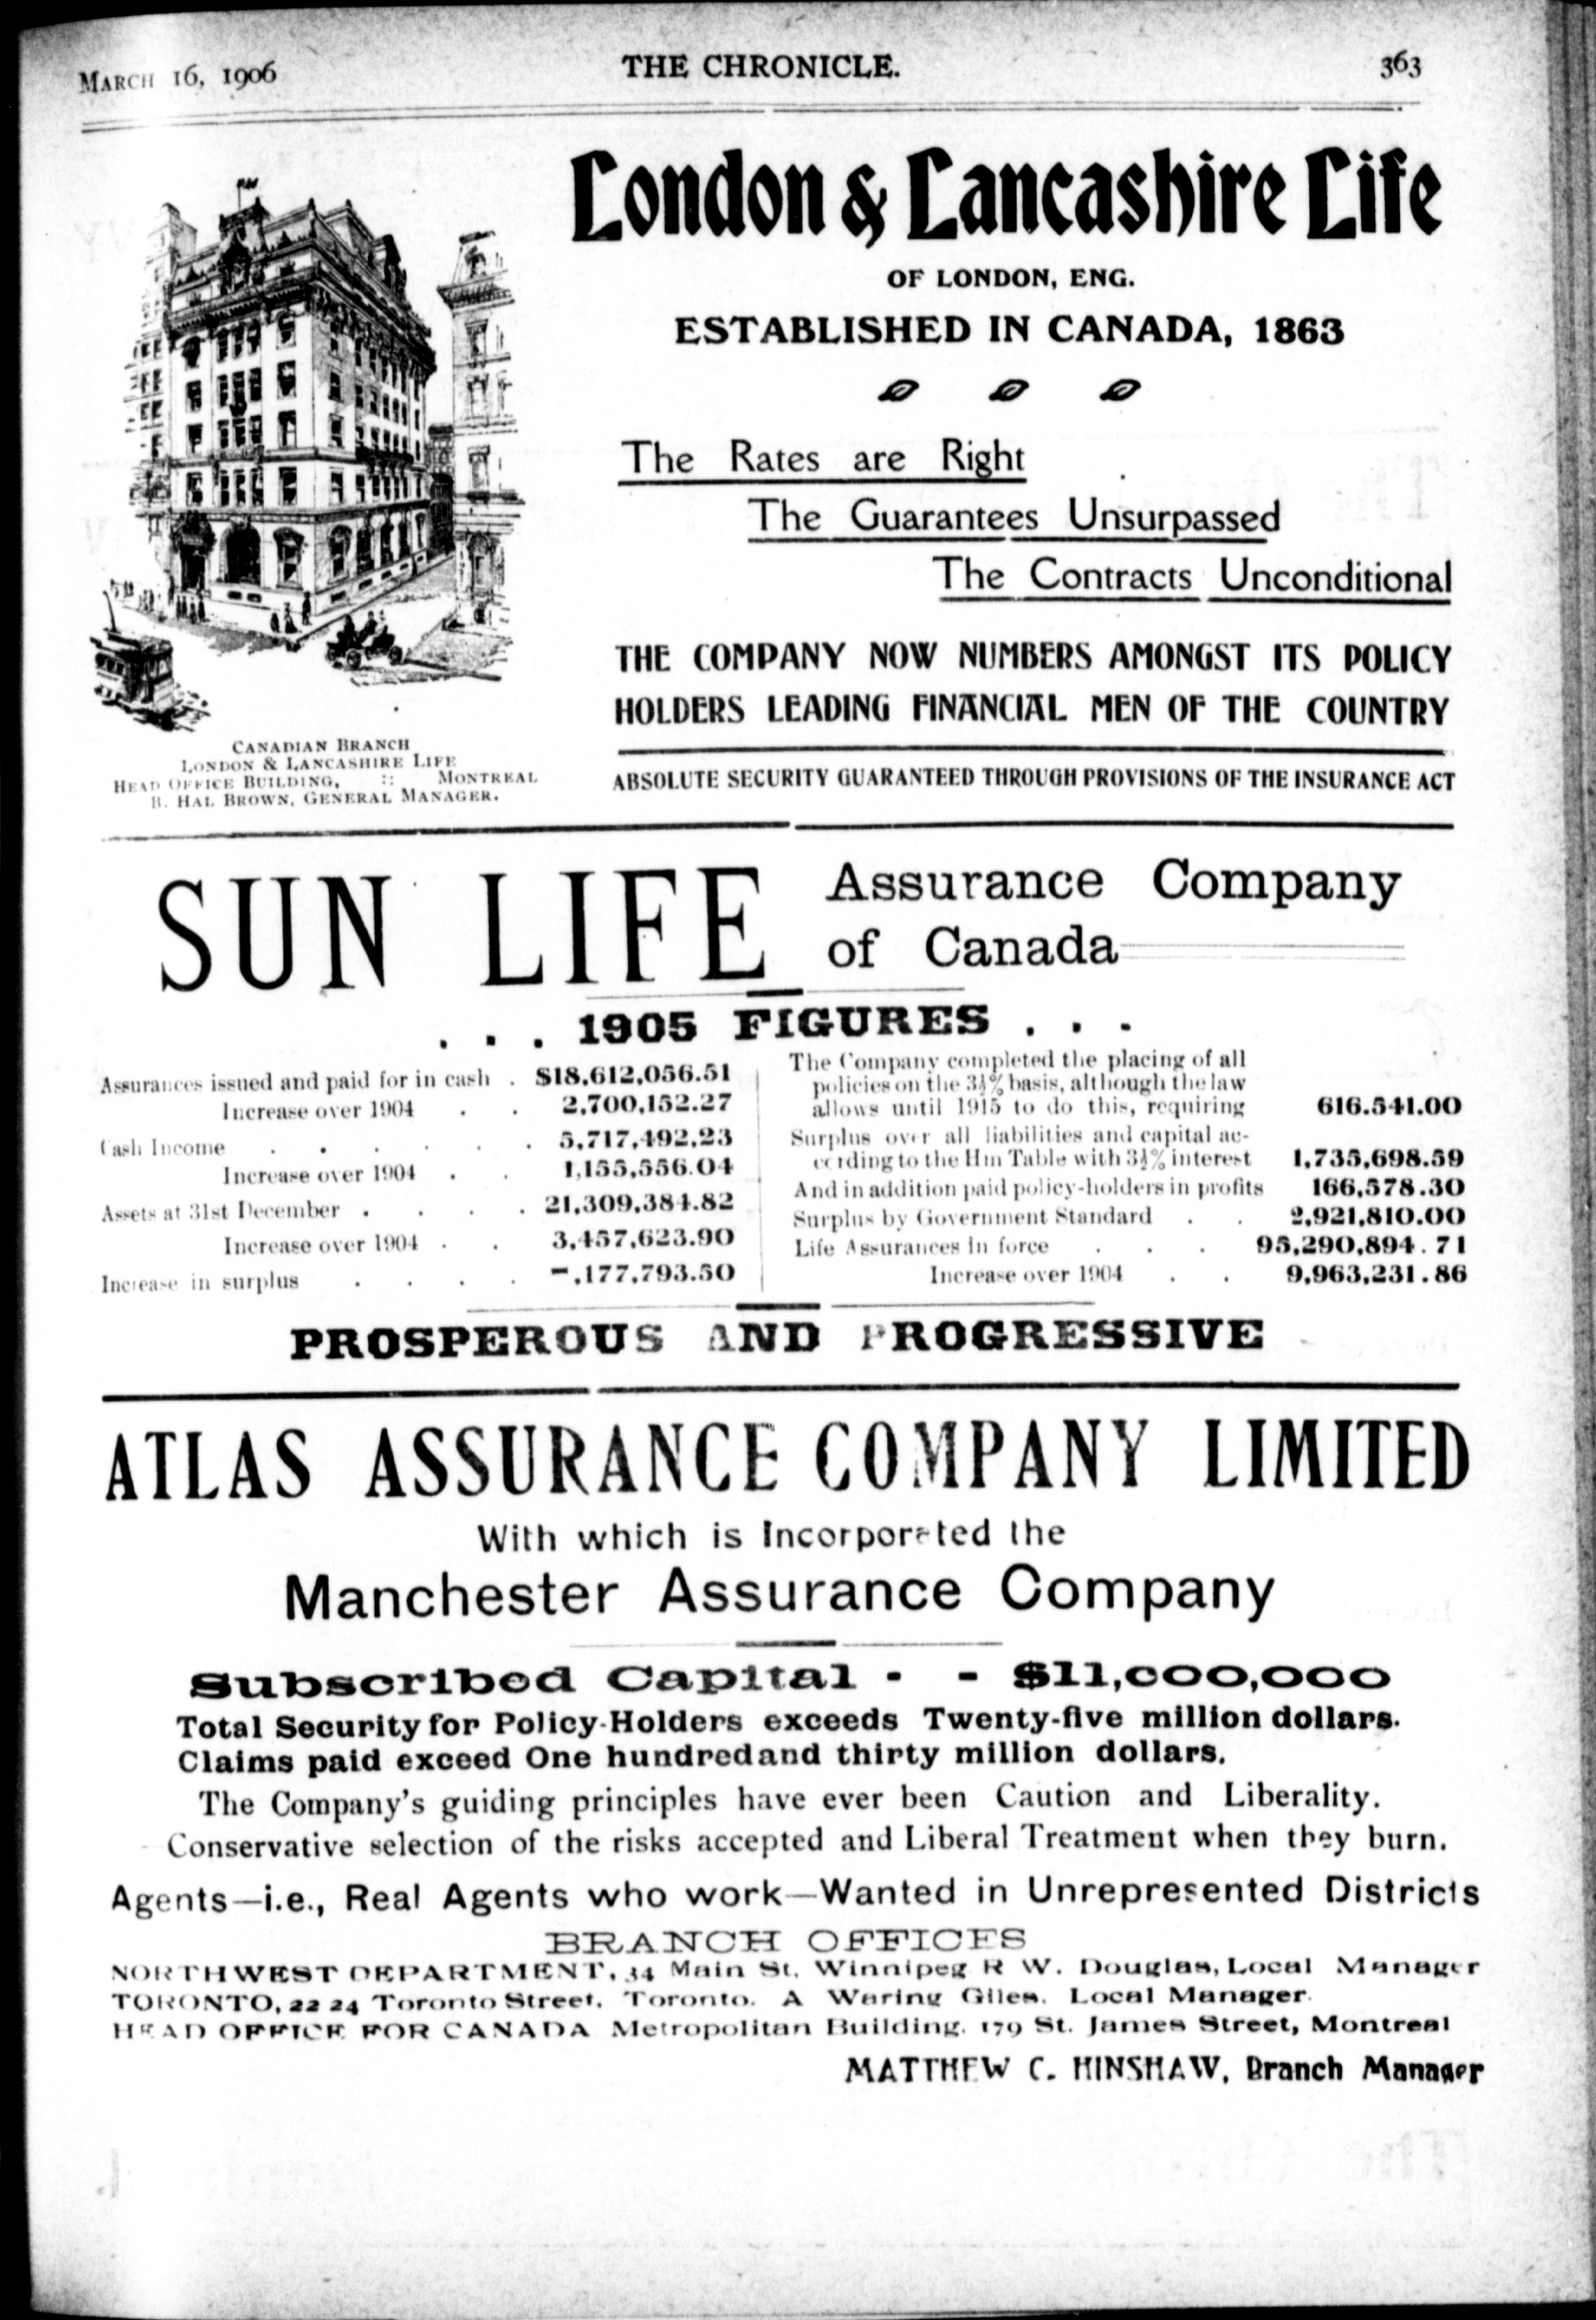 MARCH 16, 1906 THE CHRONICLE. 363
London & Lancashire Life
OF LONDON, ENG.
ESTABLISHED IN CANADA, 1863
The Rates are Right
The Guarantees Unsurpassed
The Contracts Unconditional
THE COMPANY NOW NUMBERS AMONGST ITS POLICY
HOLDERS LEADING FINANCIAL MEN OF THE COUNTRY
ABSOLUTE SECURITY GUARANTEED THROUGH PROVISIONS OF THE INSURANCE ACT
CANADIAN BRANCH
LONDON & LANCASHIRE LIFE
HEAD OFFICE BUILDING, :: MONTREAL
B. HAL BROWN, GENERAL MANAGER.
SUN LIFE Assurance Company
of Canada
. . . 1905 FIGURES . . .
Assurances issued and paid for in cash . $18,612,056.51
Increase over 1904 . . 2,700,152.27
Cash Income . . . . . . 5,717,492,23
Increase over 1904 . . 1,155,556.04
Assets at 31st December . . . . . 21,309,384.82
Increase over 1904 . . 3,457,623.90
Increase in surplus . . . . ,177,793.50
The Company completed the placing of all
policies on the 3½% basis, although the law
allows until 1915 to do this, requiring 616.541.00
Surplus over all liabilities and capital ac-
cording to the Hm Table with 3½% interest 1,735,698.59
And in addition paid policy-holders in profits 166,578.30
Surplus by Government Standard . . 2,921,810.00
Life Assurances in force . . . 95,290,894.71
Increase over 1904 . . 9,963,231.86
PROSPEROUS AND PROGRESSIVE
ATLAS ASSURANCE COMPANY LIMITED
With which is Incorporated the
Manchester Assurance Company
Subscribed Capital - - $11,000,000
Total Security for Policy-Holders exceeds Twenty-five million dollars.
Claims paid exceed One hundred and thirty million dollars.
The Company's guiding principles have ever been Caution and Liberality.
Conservative selection of the risks accepted and Liberal Treatment when they burn.
Agents—i.e., Real Agents who work—Wanted in Unrepresented Districts
BRANCH OFFICES
NORTHWEST DEPARTMENT, 34 Main St. Winnipeg R W. Douglas, Local Manager
TORONTO, 22 24 Toronto Street, Toronto. A Waring Giles, Local Manager.
HEAD OFFICE FOR CANADA Metropolitan Building, 179 St. James Street, Montreal
MATTHEW C. HINSHAW, Branch Manager